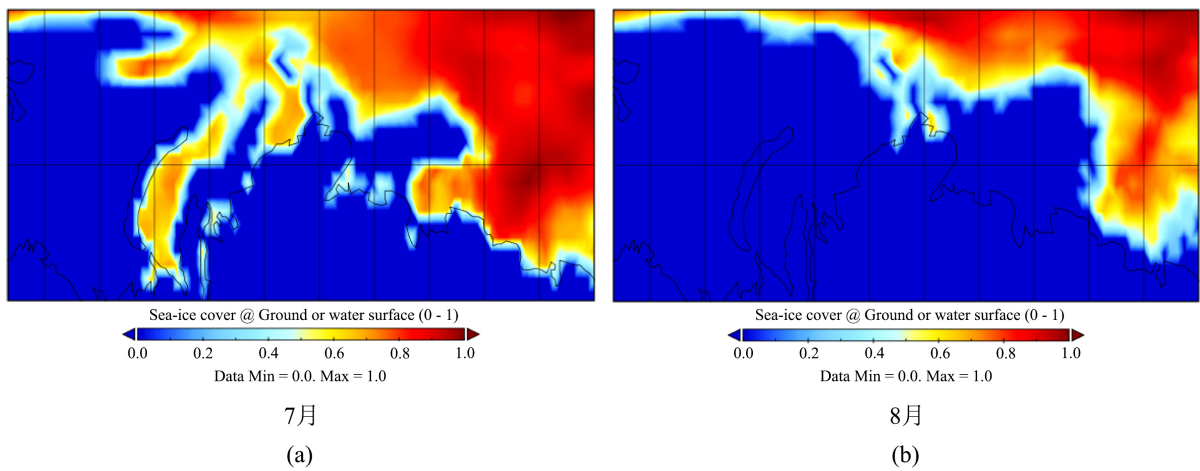 Sea-ice cover @ Ground or water surface (0 - 1)
0.0 0.2 0.4 0.6 0.8 1.0
Data Min = 0.0. Max = 1.0
7月
(a)
Sea-ice cover @ Ground or water surface (0 - 1)
0.0 0.2 0.4 0.6 0.8 1.0
Data Min = 0.0. Max = 1.0
8月
(b)